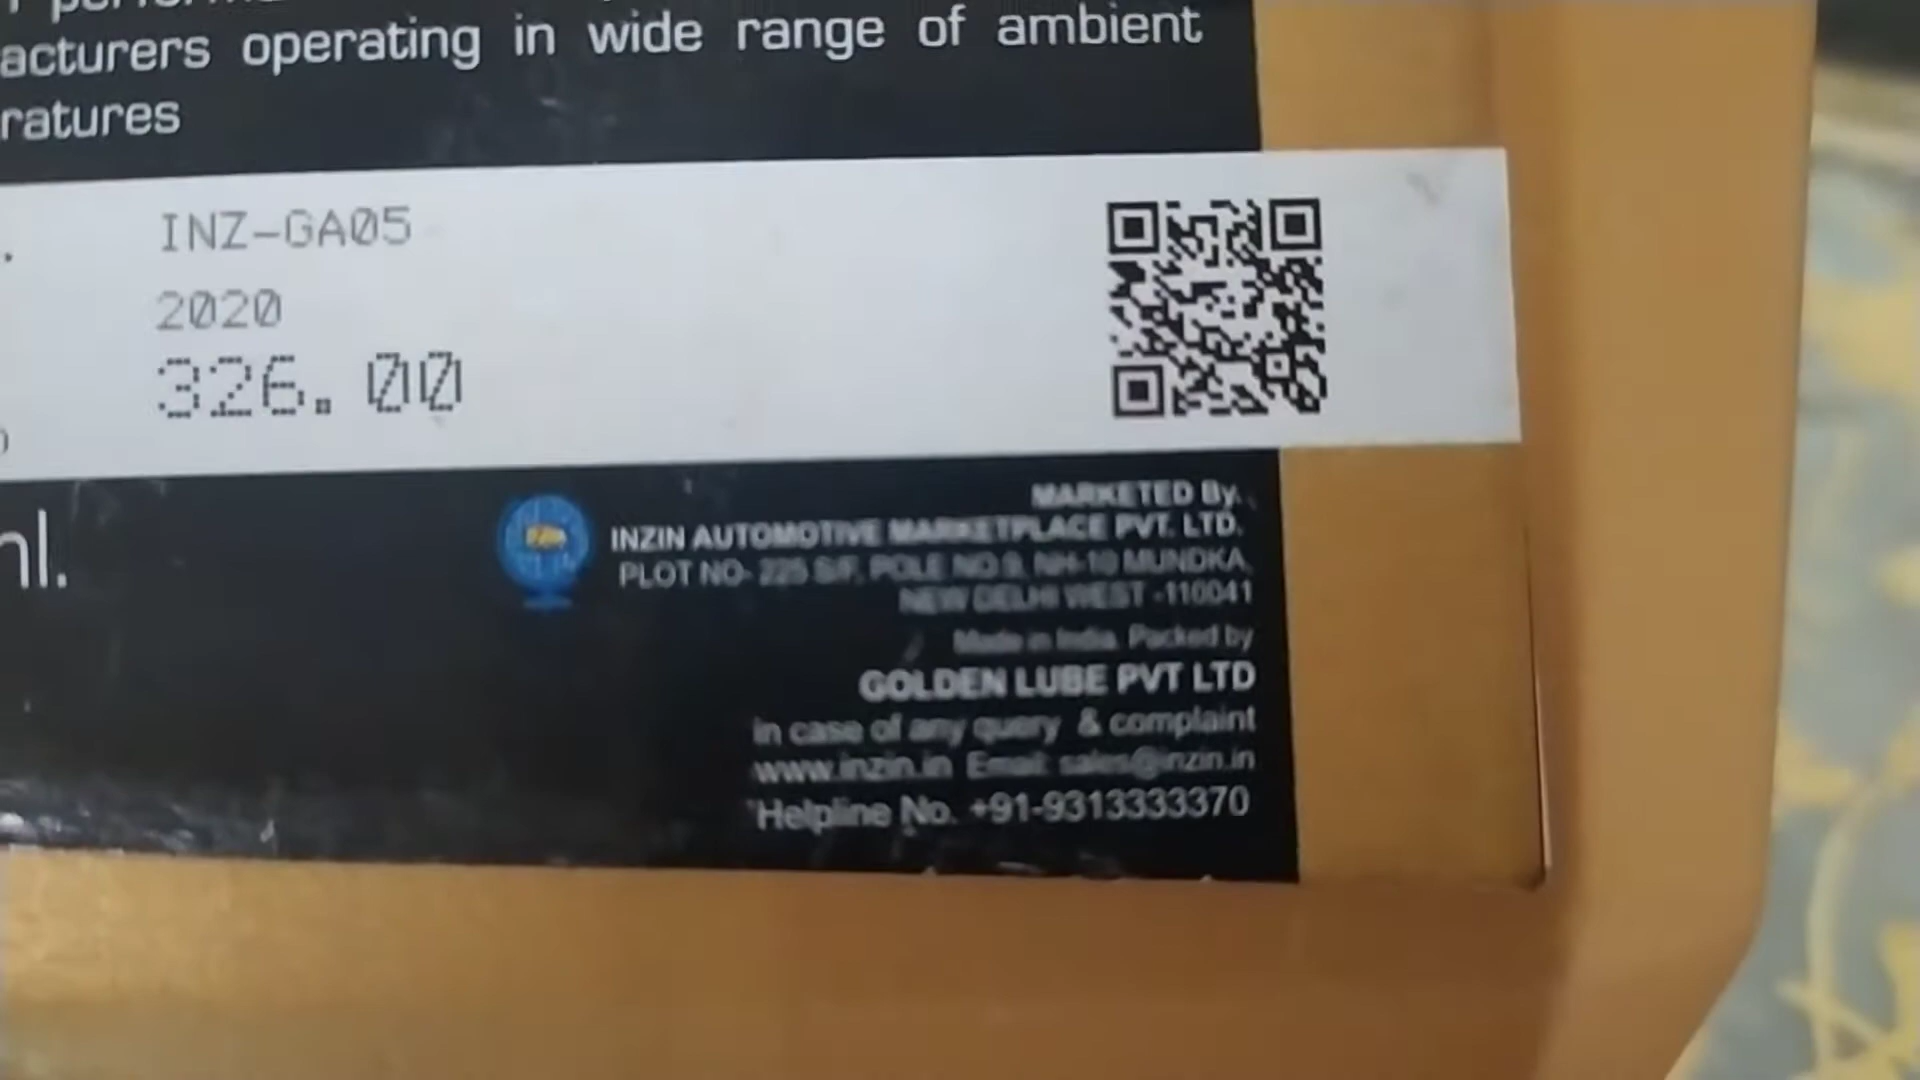 acturers operating in wide range of ambient
ratures
INZ-GA05
2020
326.00
ml.
MARKETED By.
INZIN AUTOMOTIVE MARKETPLACE PVT. LTD.
PLOT NO- 225 S/F, POLE NO.9, NH-10 MUNDKA,
NEW DELHI WEST -110041
Made in India. Packed by
GOLDEN LUBE PVT LTD
in case of any query & complaint
www.inzin.in Email: sales@inzin.in
Helpline No. +91-9313333370